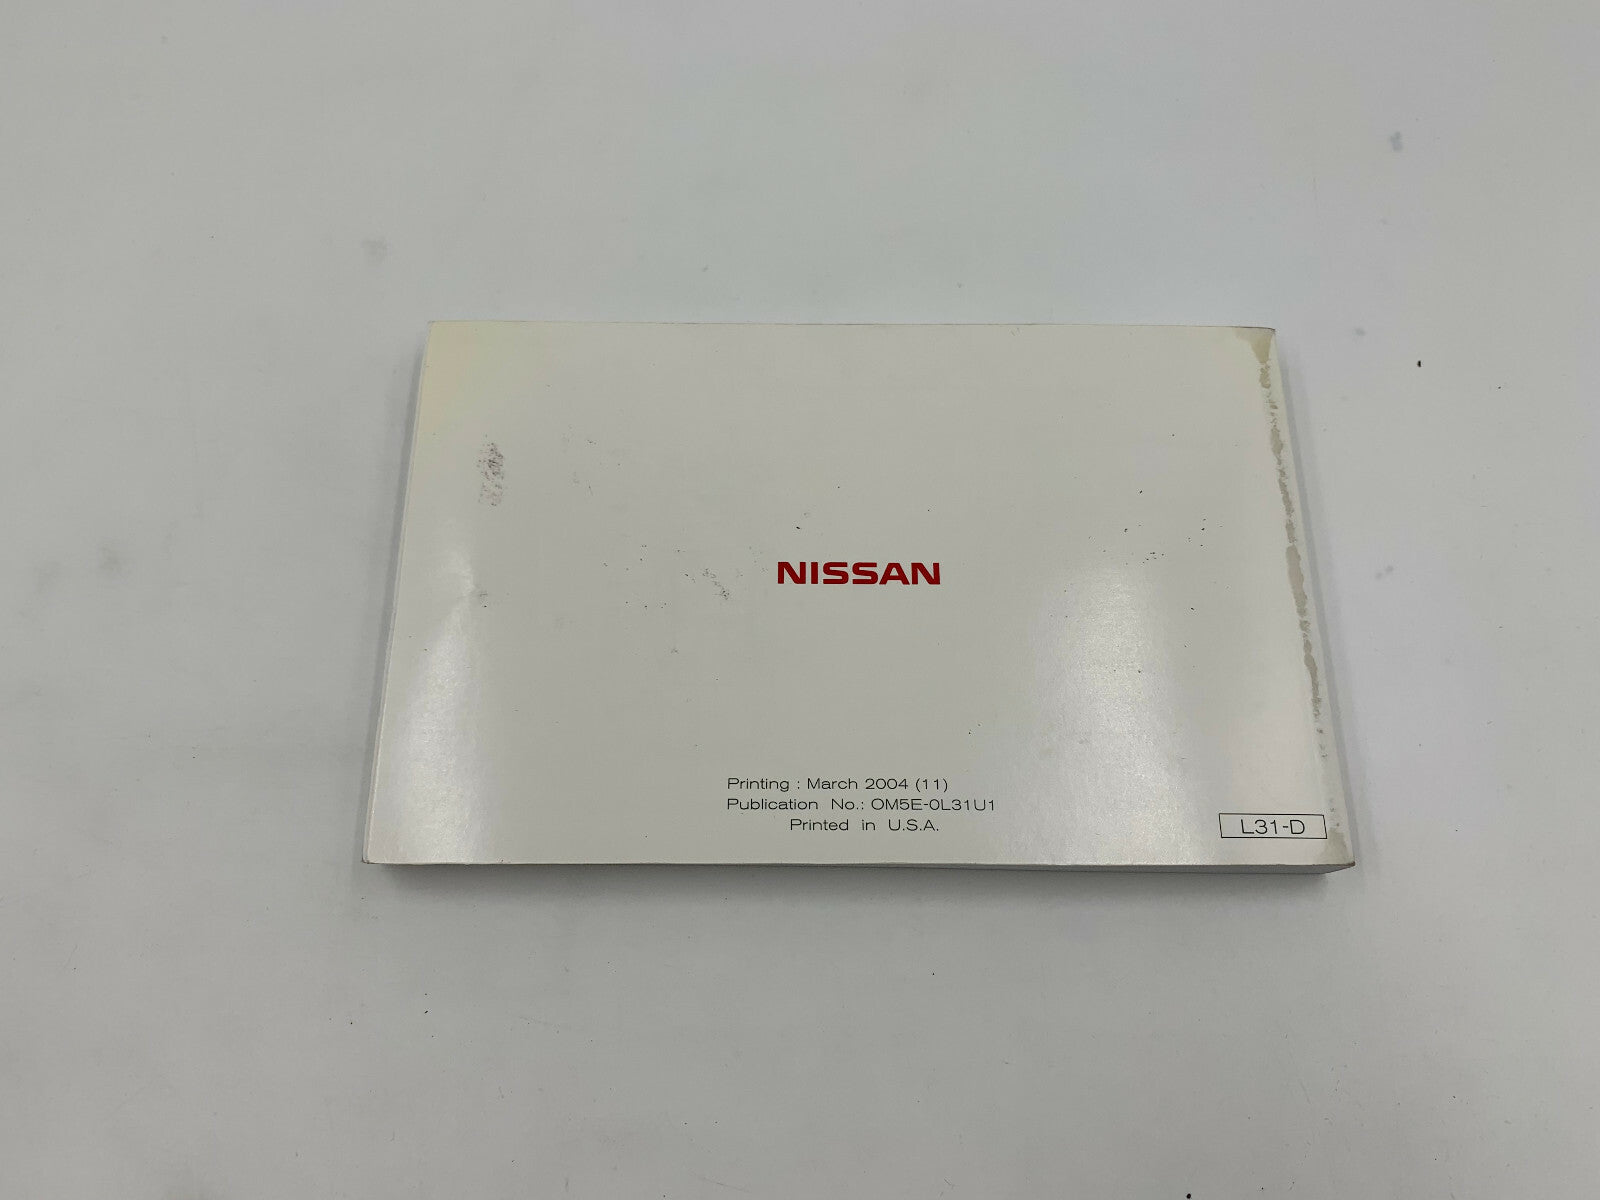 NISSAN
Printing : March 2004 (11)
Publication No.: OM5E-0L31U1
Printed in U.S.A.
L31-D